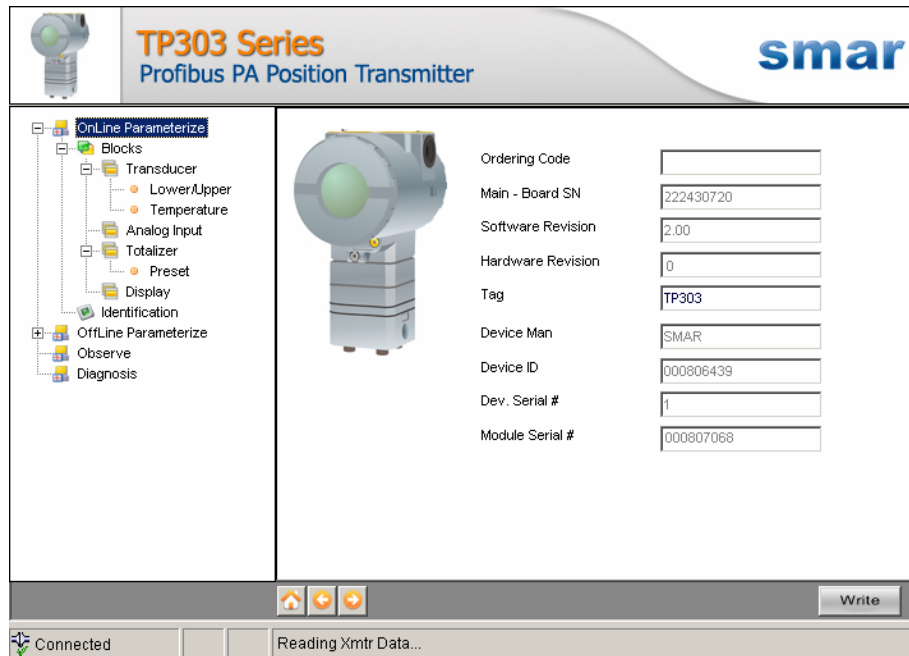 TP303 Series
Profibus PA Position Transmitter
smar
OnLine Parameterize
Blocks
Transducer
Lower/Upper
Temperature
Analog Input
Totalizer
Preset
Display
Identification
OffLine Parameterize
Observe
Diagnosis
Ordering Code
Main - Board SN 222430720
Software Revision 2.00
Hardware Revision 0
Tag TP303
Device Man SMAR
Device ID 000806439
Dev. Serial # 1
Module Serial # 000807068
Write
Connected
Reading Xmtr Data...